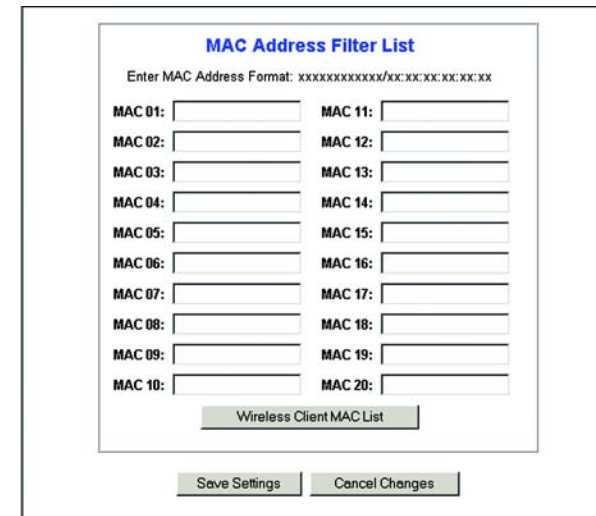 MAC Address Filter List
Enter MAC Address Format: xxxxxxxxxxxx/xx:xx:xx:xx:xx:xx
MAC 01: MAC 11:
MAC 02: MAC 12:
MAC 03: MAC 13:
MAC 04: MAC 14:
MAC 05: MAC 15:
MAC 06: MAC 16:
MAC 07: MAC 17:
MAC 08: MAC 18:
MAC 09: MAC 19:
MAC 10: MAC 20:
Wireless Client MAC List
Save Settings Cancel Changes